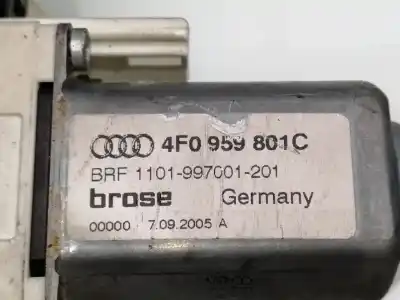 4F0 959 801C
BRF 1101-997001-201
brose Germany
00000 7.09.2005 A